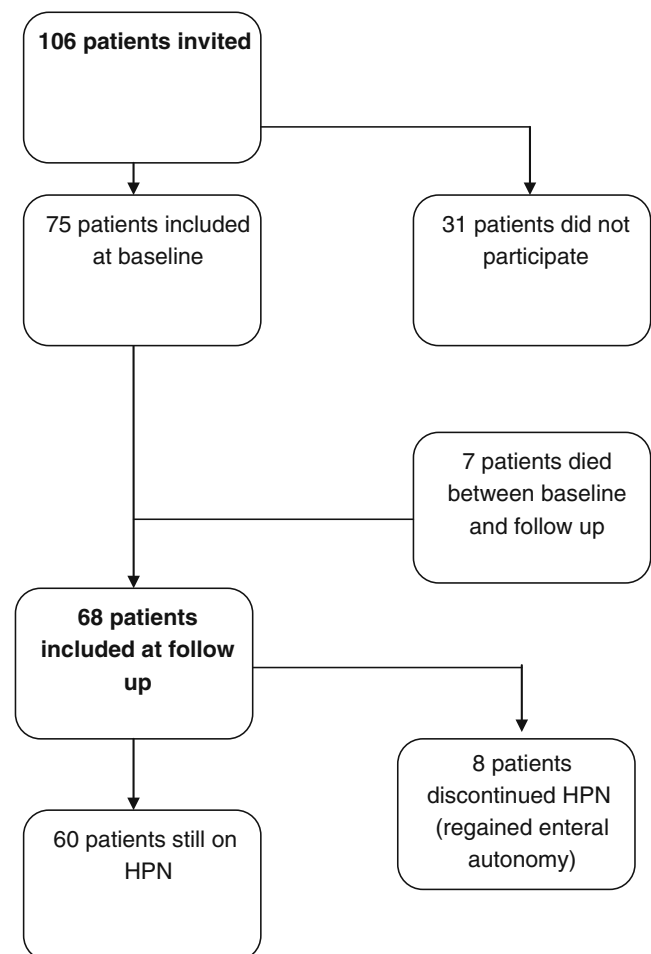 106 patients invited
75 patients included
at baseline
31 patients did not
participate
7 patients died
between baseline
and follow up
68 patients
included at follow
up
8 patients
discontinued HPN
(regained enteral
autonomy)
60 patients still on
HPN